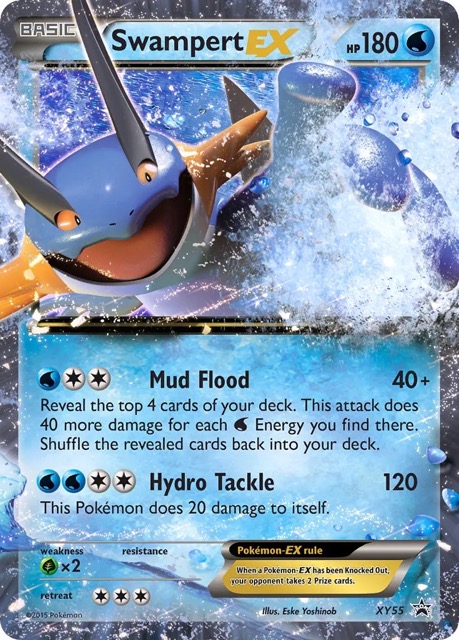 BASIC
Swampert EX HP 180
Mud Flood 40+
Reveal the top 4 cards of your deck. This attack does
40 more damage for each Energy you find there.
Shuffle the revealed cards back into your deck.
Hydro Tackle 120
This Pokémon does 20 damage to itself.
weakness resistance
×2
retreat
Pokémon-EX rule
When a Pokémon-EX has been Knocked Out,
your opponent takes 2 Prize cards.
©2015 Pokémon
Illus. Eske Yoshinob
XY55